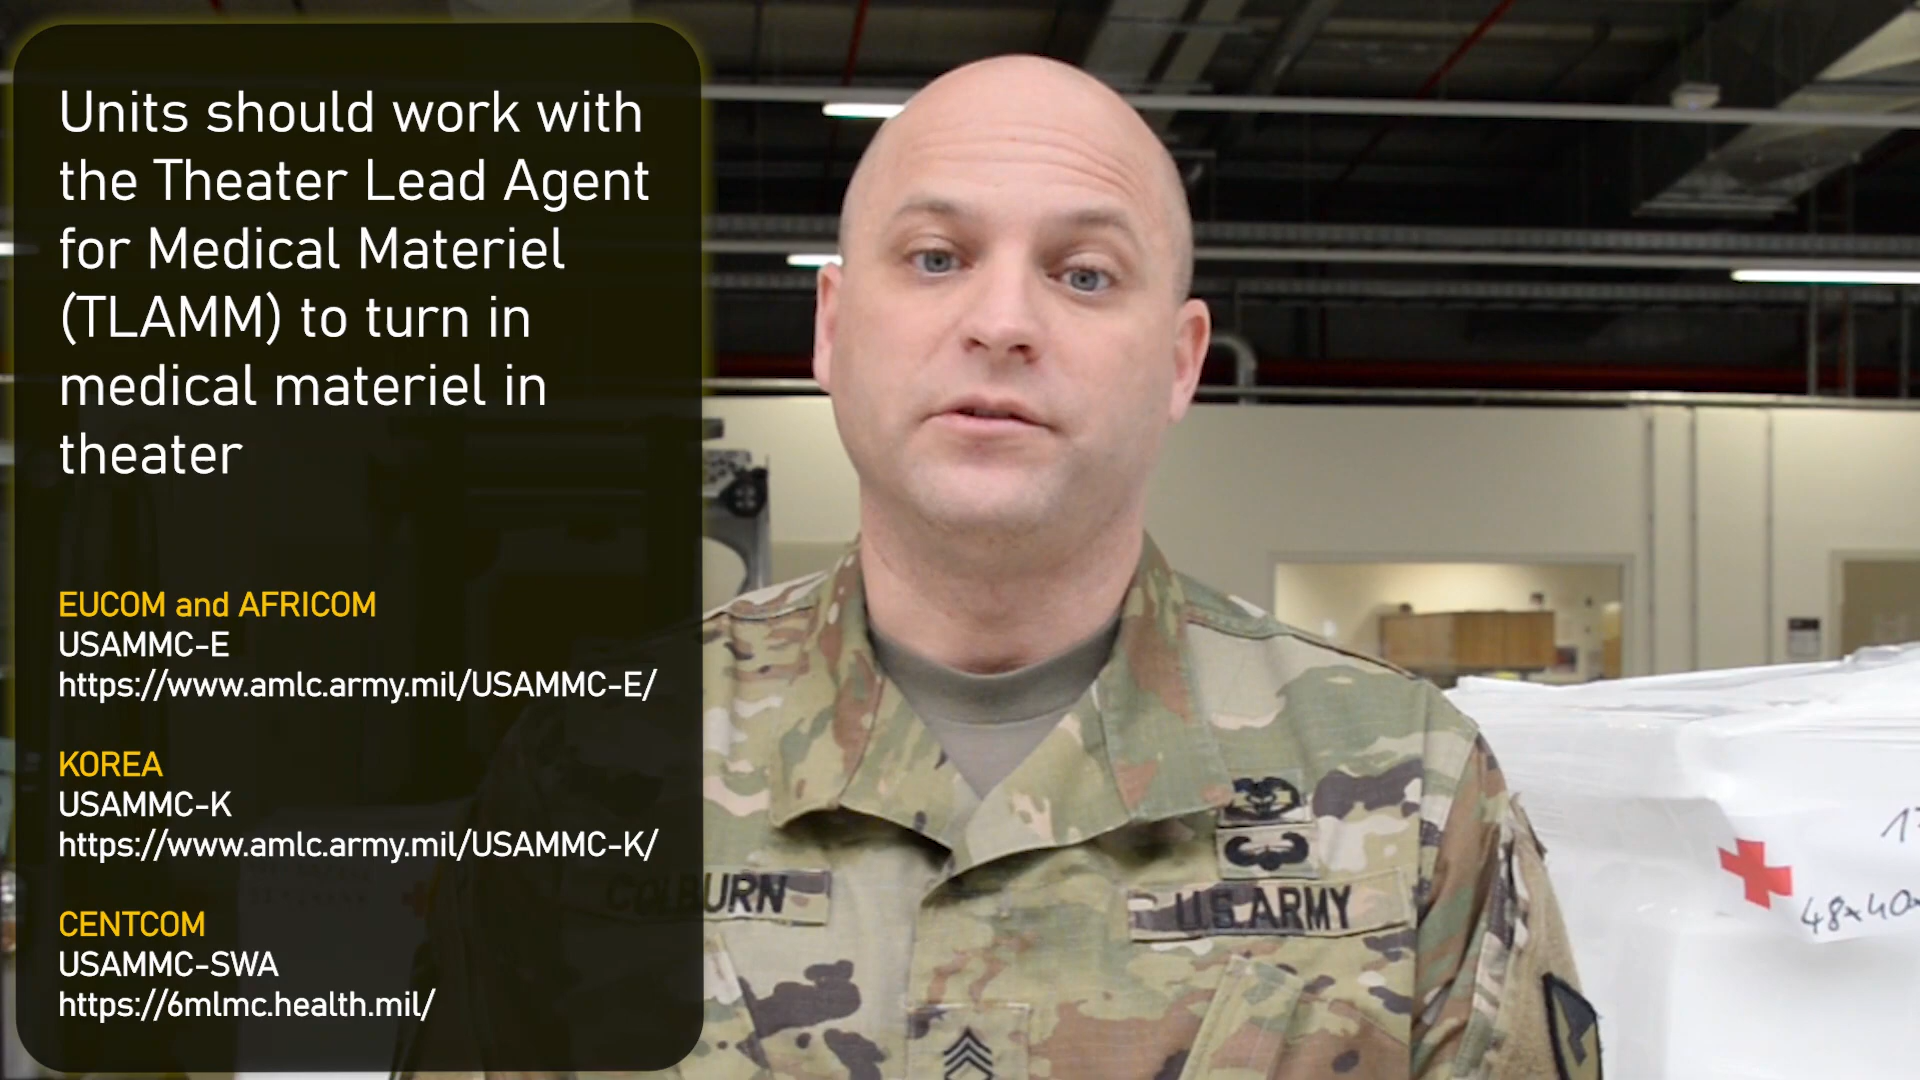 Units should work with
the Theater Lead Agent
for Medical Materiel
(TLAMM) to turn in
medical materiel in
theater
EUCOM and AFRICOM
USAMMC-E
https://www.amlc.army.mil/USAMMC-E/
KOREA
USAMMC-K
https://www.amlc.army.mil/USAMMC-K/
CENTCOM
USAMMC-SWA
https://6mlmc.health.mil/
COLBURN
U.S. ARMY
48x40